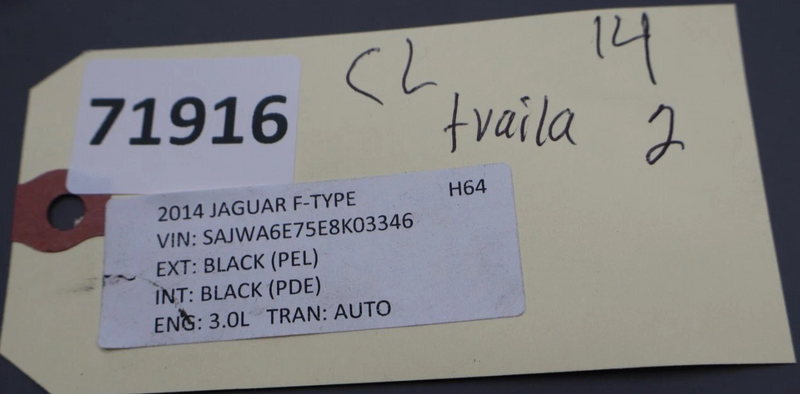 CL 14
71916
traila 2
2014 JAGUAR F-TYPE H64
VIN: SAJWA6E75E8K03346
EXT: BLACK (PEL)
INT: BLACK (PDE)
ENG: 3.0L TRAN: AUTO